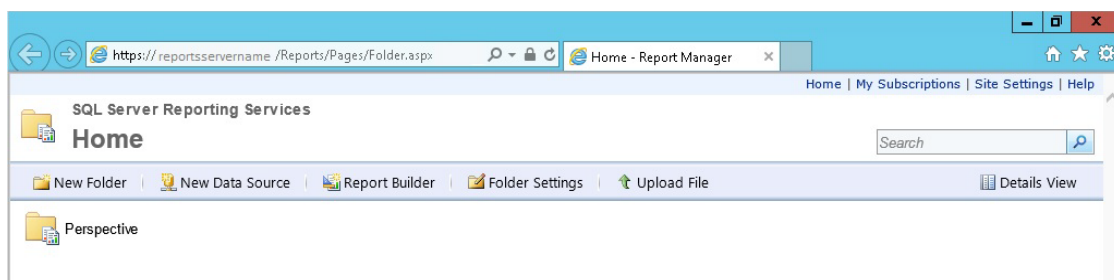 https:// reportsservername /Reports/Pages/Folder.aspx Home - Report Manager
Home | My Subscriptions | Site Settings | Help
SQL Server Reporting Services
Home
Search
New Folder | New Data Source | Report Builder | Folder Settings | Upload File Details View
Perspective